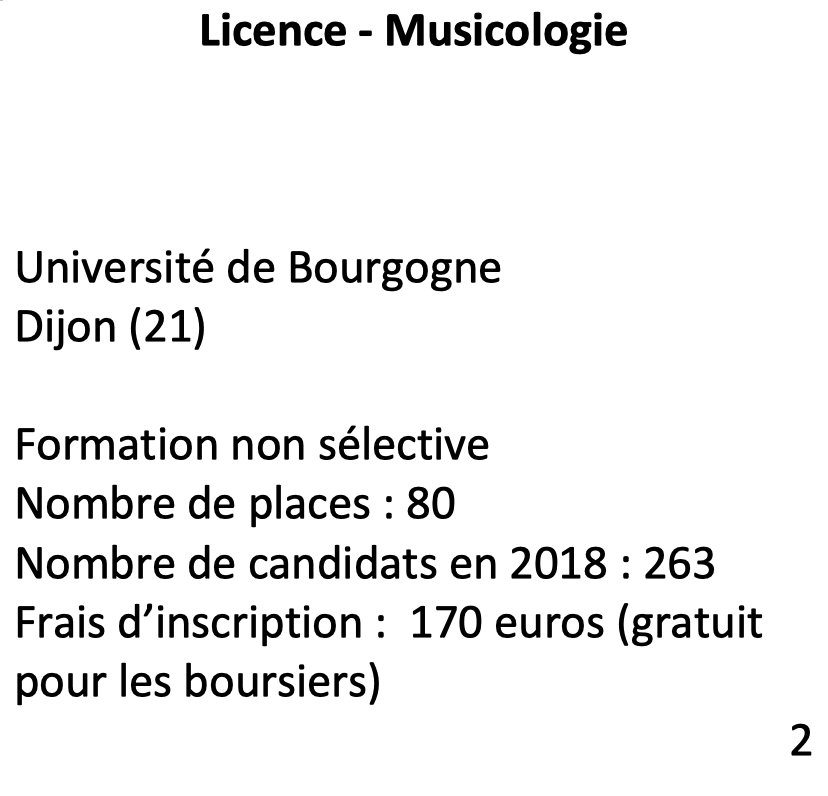 Licence - Musicologie
Université de Bourgogne
Dijon (21)
Formation non sélective
Nombre de places : 80
Nombre de candidats en 2018 : 263
Frais d’inscription :  170 euros (gratuit
pour les boursiers)
2